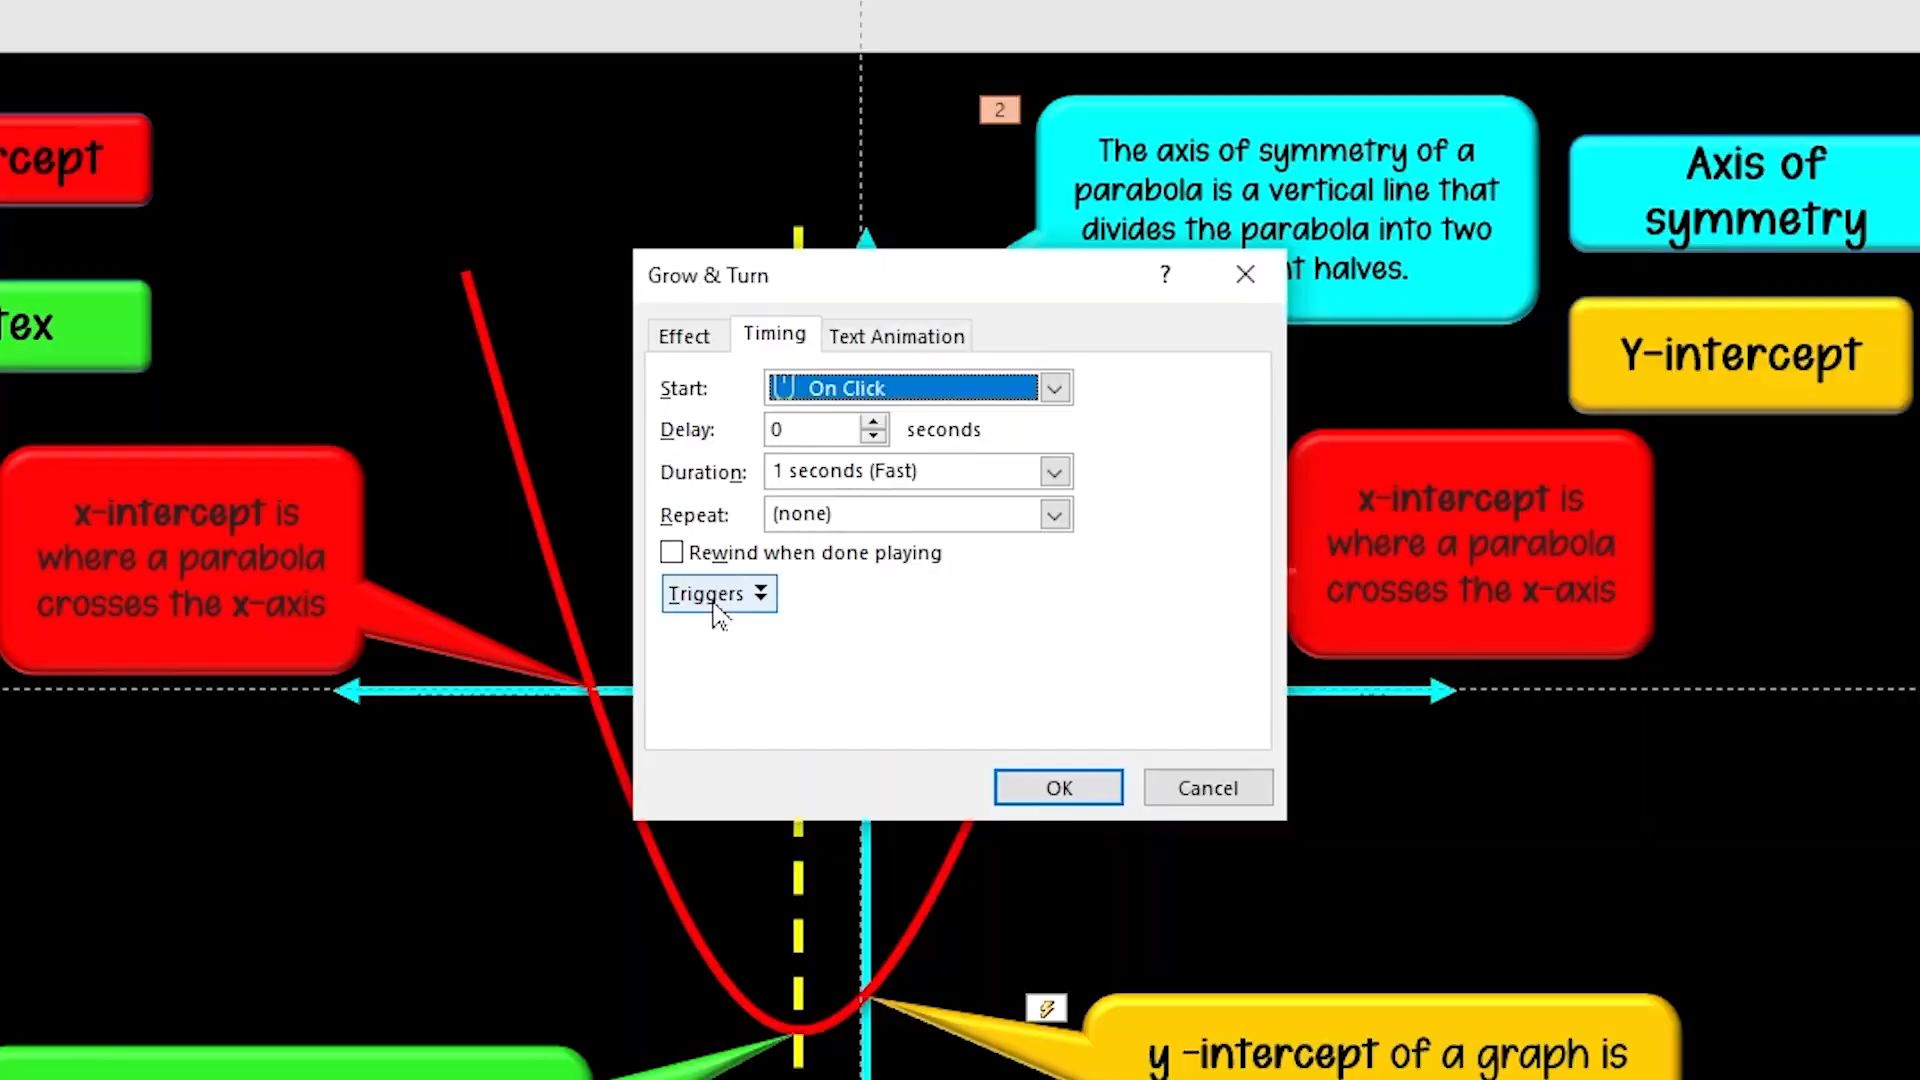 rcept
tex
2
The axis of symmetry of a
parabola is a vertical line that
divides the parabola into two
t halves.
Axis of
symmetry
Y-intercept
x-intercept is
where a parabola
crosses the x-axis
Grow & Turn
?
Effect
Timing
Text Animation
Start:
On Click
Delay:
0
seconds
Duration:
1 seconds (Fast)
Repeat:
(none)
Rewind when done playing
Triggers
OK
Cancel
x-intercept is
where a parabola
crosses the x-axis
y -intercept of a graph is